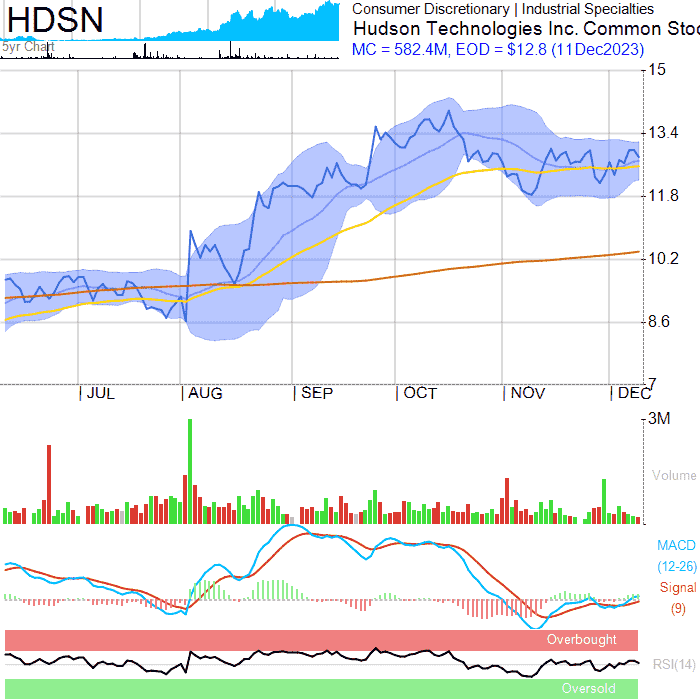 HDSN
5yr Chart
Consumer Discretionary | Industrial Specialties
Hudson Technologies Inc. Common Stoc
MC = 582.4M, EOD = $12.8 (11Dec2023)
15
13.4
11.8
10.2
8.6
7
JUL
AUG
SEP
OCT
NOV
DEC
3M
Volume
MACD
(12-26)
Signal
(9)
Overbought
RSI(14)
Oversold